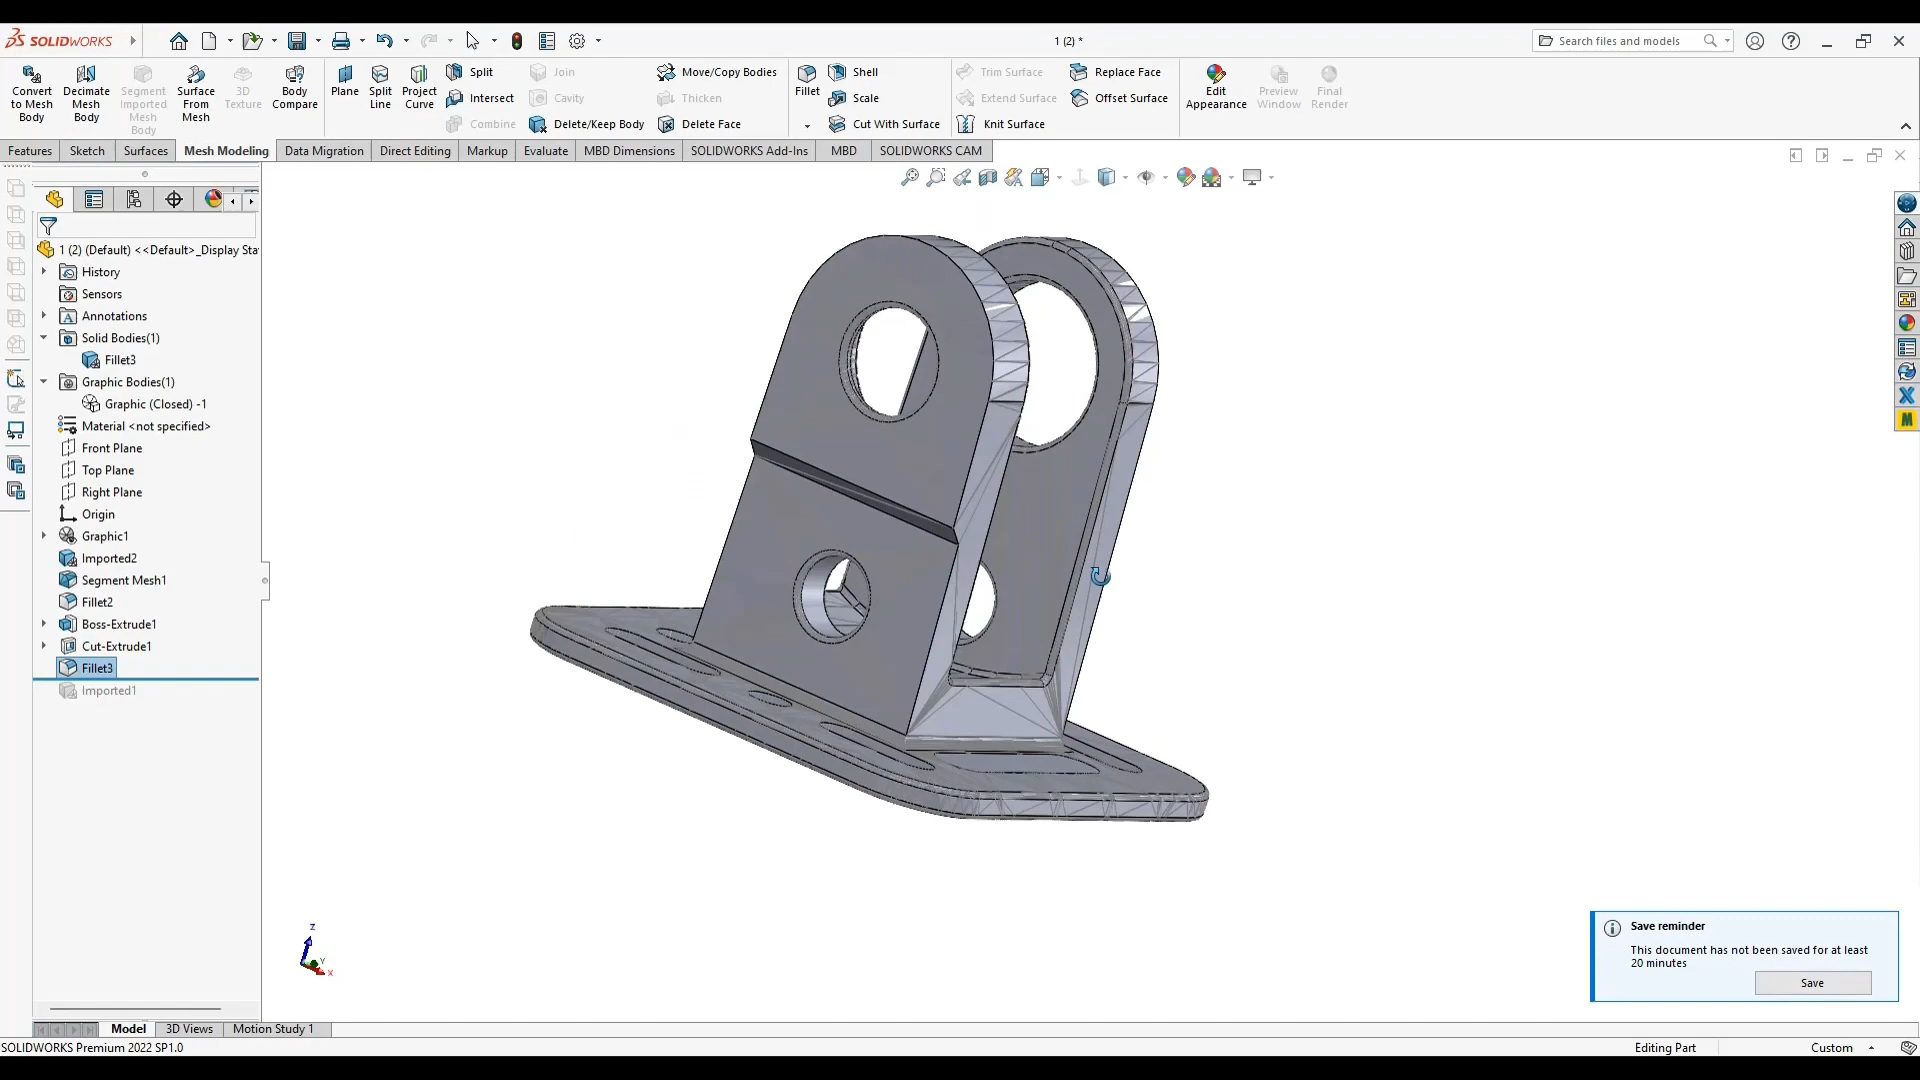 SOLIDWORKS
1 (2) *
Search files and models
Convert to Mesh Body
Decimate Mesh Body
Segment Imported Mesh Body
Surface From Mesh
3D Texture
Body Compare
Plane
Split Line
Project Curve
Split
Intersect
Combine
Join
Cavity
Delete/Keep Body
Move/Copy Bodies
Thicken
Delete Face
Fillet
Shell
Scale
Cut With Surface
Trim Surface
Extend Surface
Knit Surface
Replace Face
Offset Surface
Edit Appearance
Preview Window
Final Render
Features
Sketch
Surfaces
Mesh Modeling
Data Migration
Direct Editing
Markup
Evaluate
MBD Dimensions
SOLIDWORKS Add-Ins
MBD
SOLIDWORKS CAM
1 (2) (Default) <<Default>_Display Sta
History
Sensors
Annotations
Solid Bodies(1)
Fillet3
Graphic Bodies(1)
Graphic (Closed) -1
Material <not specified>
Front Plane
Top Plane
Right Plane
Origin
Graphic1
Imported2
Segment Mesh1
Fillet2
Boss-Extrude1
Cut-Extrude1
Fillet3
Imported1
Z
Y
X
Save reminder
This document has not been saved for at least
20 minutes
Save
Model
3D Views
Motion Study 1
SOLIDWORKS Premium 2022 SP1.0
Editing Part
Custom